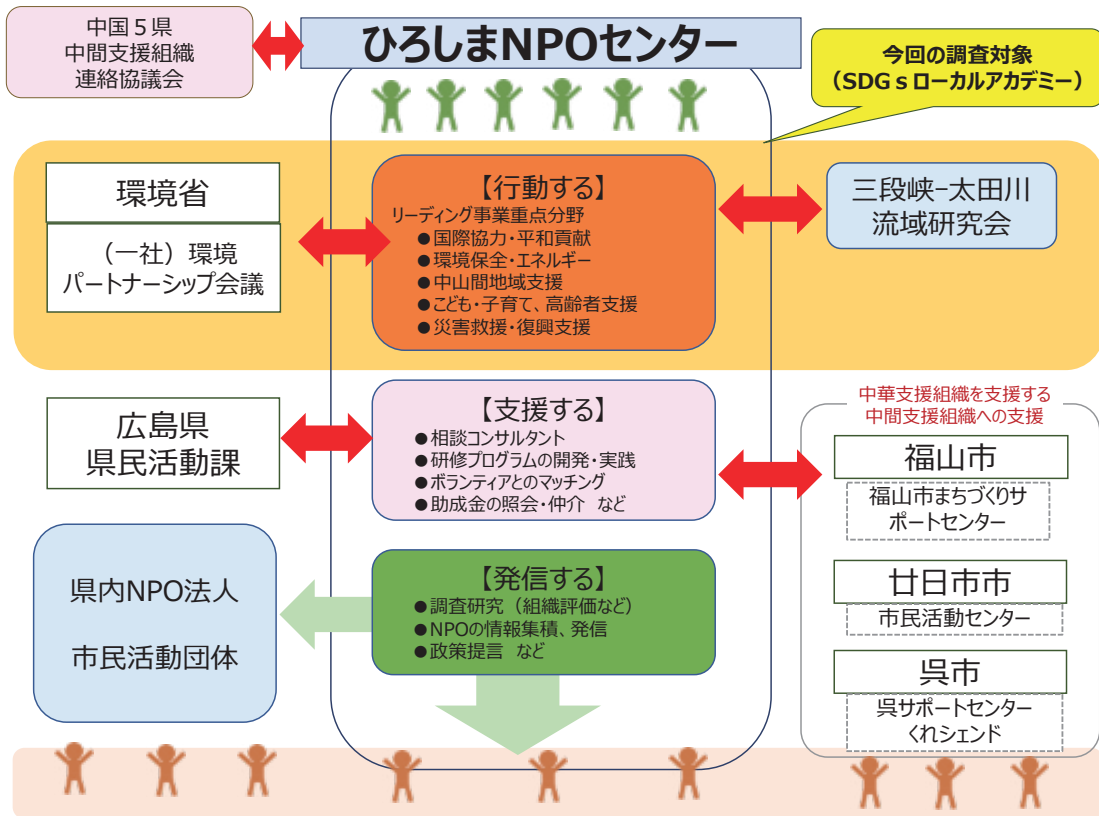 中国5県
中間支援組織
連絡協議会
ひろしまNPOセンター
今回の調査対象
（SDGｓローカルアカデミー）
環境省
（一社）環境
パートナーシップ会議
【行動する】
リーディング事業重点分野
●国際協力・平和貢献
●環境保全・エネルギー
●中山間地域支援
●こども・子育て、高齢者支援
●災害救援・復興支援
三段峡−太田川
流域研究会
広島県
県民活動課
【支援する】
●相談コンサルタント
●研修プログラムの開発・実践
●ボランティアとのマッチング
●助成金の照会・仲介 など
中華支援組織を支援する
中間支援組織への支援
福山市
福山市まちづくりサ
ポートセンター
廿日市市
市民活動センター
呉市
呉サポートセンター
くれシェンド
県内NPO法人
市民活動団体
【発信する】
●調査研究（組織評価など）
●NPOの情報集積、発信
●政策提言 など